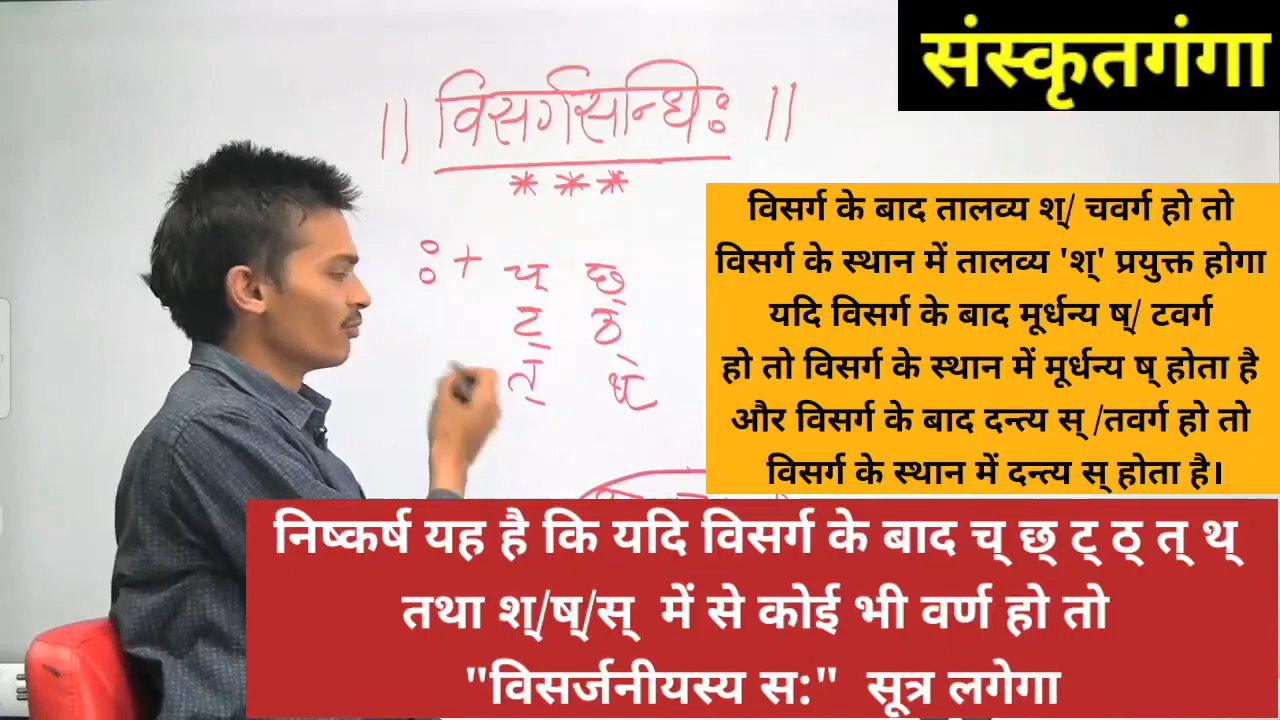 संस्कृतगंगा
|| विसर्गसन्धिः ||
***
ः + च् छ्
ट् ठ्
त् थ्
विसर्ग के बाद तालव्य श्/ चवर्ग हो तो
विसर्ग के स्थान में तालव्य 'श्' प्रयुक्त होगा
यदि विसर्ग के बाद मूर्धन्य ष्/ टवर्ग
हो तो विसर्ग के स्थान में मूर्धन्य ष् होता है
और विसर्ग के बाद दन्त्य स् /तवर्ग हो तो
विसर्ग के स्थान में दन्त्य स् होता है।
निष्कर्ष यह है कि यदि विसर्ग के बाद च् छ् ट् ठ् त् थ्
तथा श्/ष्/स् में से कोई भी वर्ण हो तो
"विसर्जनीयस्य स:" सूत्र लगेगा